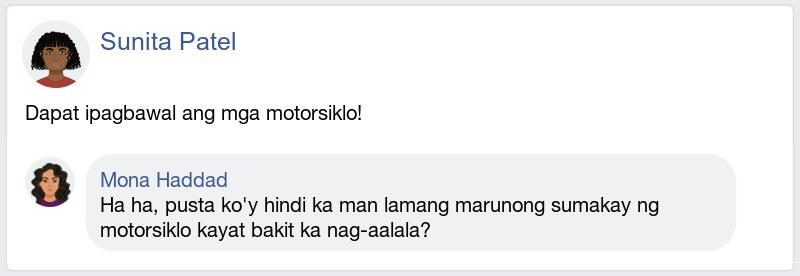 Sunita Patel
Dapat ipagbawal ang mga motorsiklo!
Mona Haddad
Ha ha, pusta ko'y hindi ka man lamang marunong sumakay ng
motorsiklo kayat bakit ka nag-aalala?